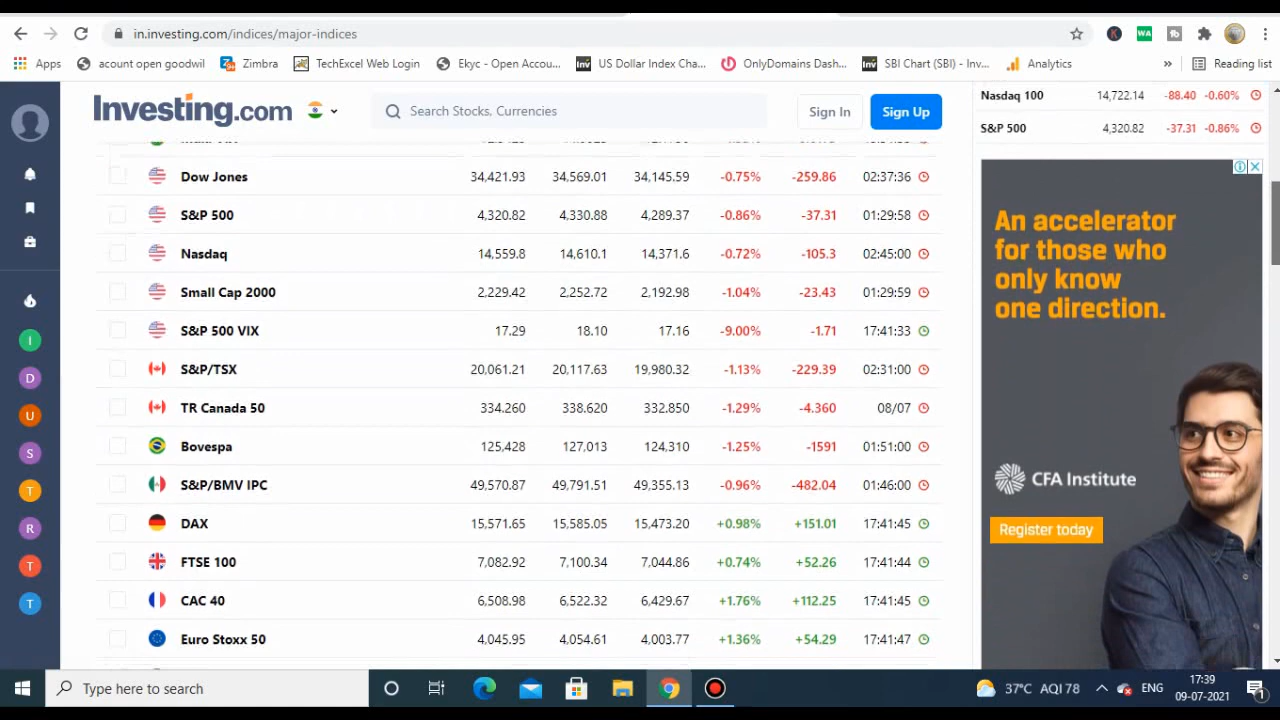 in.investing.com/indices/major-indices
Apps acount open goodwil Zimbra TechExcel Web Login Ekyc - Open Accou... US Dollar Index Cha... OnlyDomains Dash... SBI Chart (SBI) - Inv... Analytics » Reading list
Investing.com Search Stocks, Currencies Sign In Sign Up
Nasdaq 100 14,722.14 -88.40 -0.60%
S&P 500 4,320.82 -37.31 -0.86%
Dow Jones 34,421.93 34,569.01 34,145.59 -0.75% -259.86 02:37:36
S&P 500 4,320.82 4,330.88 4,289.37 -0.86% -37.31 01:29:58
Nasdaq 14,559.8 14,610.1 14,371.6 -0.72% -105.3 02:45:00
Small Cap 2000 2,229.42 2,252.72 2,192.98 -1.04% -23.43 01:29:59
S&P 500 VIX 17.29 18.10 17.16 -9.00% -1.71 17:41:33
S&P/TSX 20,061.21 20,117.63 19,980.32 -1.13% -229.39 02:31:00
TR Canada 50 334.260 338.620 332.850 -1.29% -4.360 08/07
Bovespa 125,428 127,013 124,310 -1.25% -1591 01:51:00
S&P/BMV IPC 49,570.87 49,791.51 49,355.13 -0.96% -482.04 01:46:00
DAX 15,571.65 15,585.05 15,473.20 +0.98% +151.01 17:41:45
FTSE 100 7,082.92 7,100.34 7,044.86 +0.74% +52.26 17:41:44
CAC 40 6,508.98 6,522.32 6,429.67 +1.76% +112.25 17:41:45
Euro Stoxx 50 4,045.95 4,054.61 4,003.77 +1.36% +54.29 17:41:47
I
D
U
S
T
R
T
T
An accelerator
for those who
only know
one direction.
CFA Institute
Register today
Type here to search 37°C AQI 78 ENG 17:39
09-07-2021
1